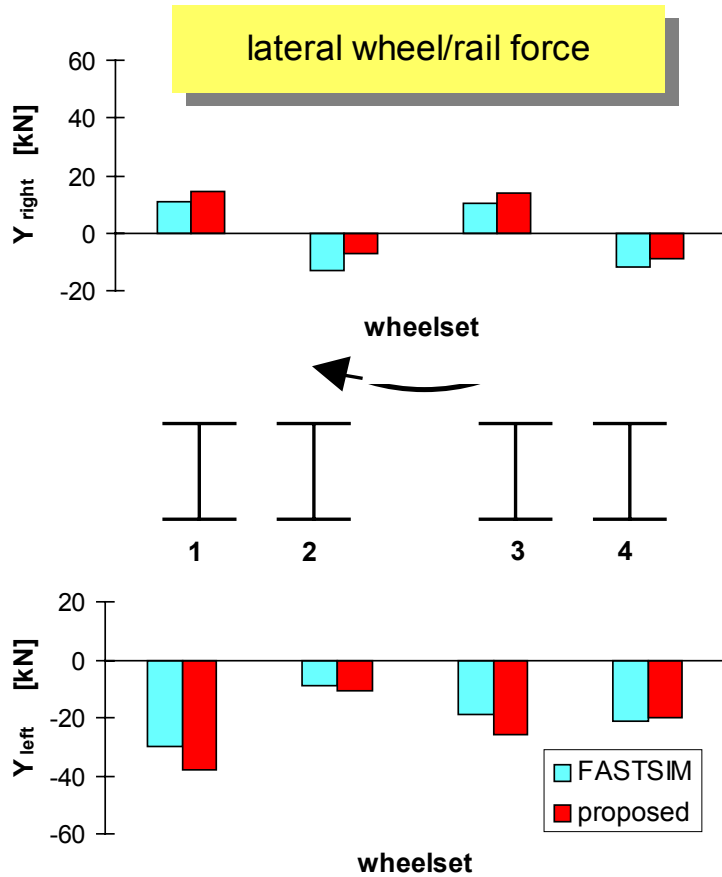 lateral wheel/rail force
60
40
20
0
-20
Y right [kN]
wheelset
1 2 3 4
20
0
-20
-40
-60
Y left [kN]
FASTSIM
proposed
wheelset